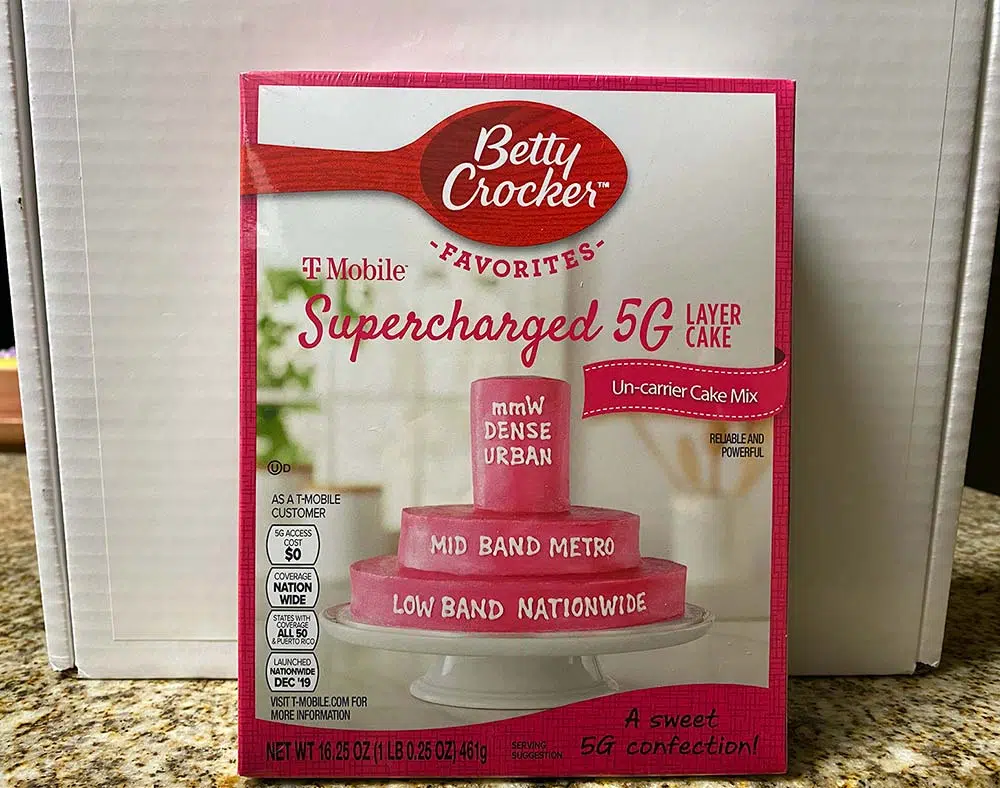 Betty
Crocker™
-FAVORITES-
T Mobile
Supercharged 5G LAYER
CAKE
Un-carrier Cake Mix
RELIABLE AND
POWERFUL
mmW
DENSE
URBAN
MID BAND METRO
LOW BAND NATIONWIDE
U D
AS A T-MOBILE
CUSTOMER
5G ACCESS
COST
$0
COVERAGE
NATION
WIDE
STATES WITH
COVERAGE
ALL 50
& PUERTO RICO
LAUNCHED
NATIONWIDE
DEC '19
VISIT T-MOBILE.COM FOR
MORE INFORMATION
A sweet
5G confection!
NET WT 16.25 OZ (1 LB 0.25 OZ) 461g
SERVING
SUGGESTION